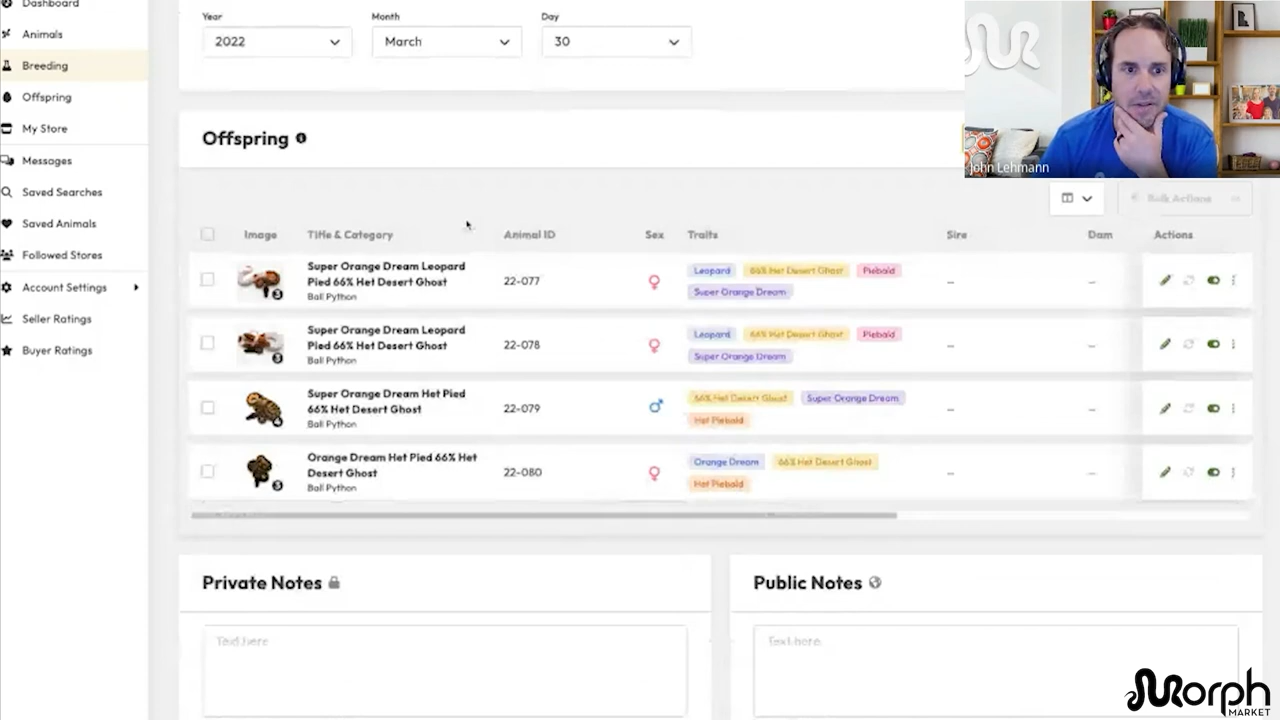 Dashboard
Animals
Breeding
Offspring
My Store
Messages
Saved Searches
Saved Animals
Followed Stores
Account Settings
Seller Ratings
Buyer Ratings
Year Month Day
2022 March 30
Offspring
John Lehmann
Bulk Actions
Image Title & Category Animal ID Sex Traits Sire Dam Actions
Super Orange Dream Leopard
Pied 66% Het Desert Ghost
Ball Python
3
22-077
♀
Leopard 66% Het Desert Ghost Piebald
Super Orange Dream
– –
Super Orange Dream Leopard
Pied 66% Het Desert Ghost
Ball Python
3
22-078
♀
Leopard 66% Het Desert Ghost Piebald
Super Orange Dream
– –
Super Orange Dream Het Pied
66% Het Desert Ghost
Ball Python
22-079
♂
66% Het Desert Ghost Super Orange Dream
Het Piebald
– –
Orange Dream Het Pied 66% Het
Desert Ghost
Ball Python
3
22-080
♀
Orange Dream 66% Het Desert Ghost
Het Piebald
– –
Private Notes Public Notes
Text here Text here
Morph
MARKET